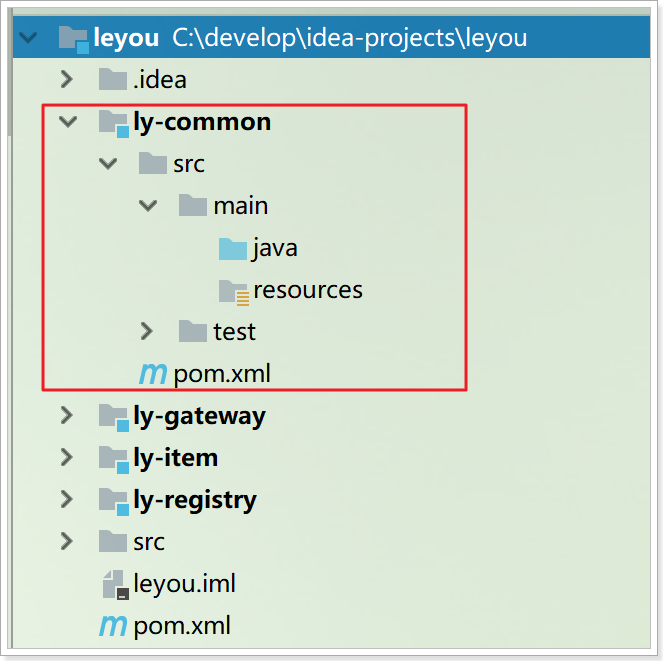 leyou C:\develop\idea-projects\leyou
.idea
ly-common
src
main
java
resources
test
pom.xml
ly-gateway
ly-item
ly-registry
src
leyou.iml
pom.xml